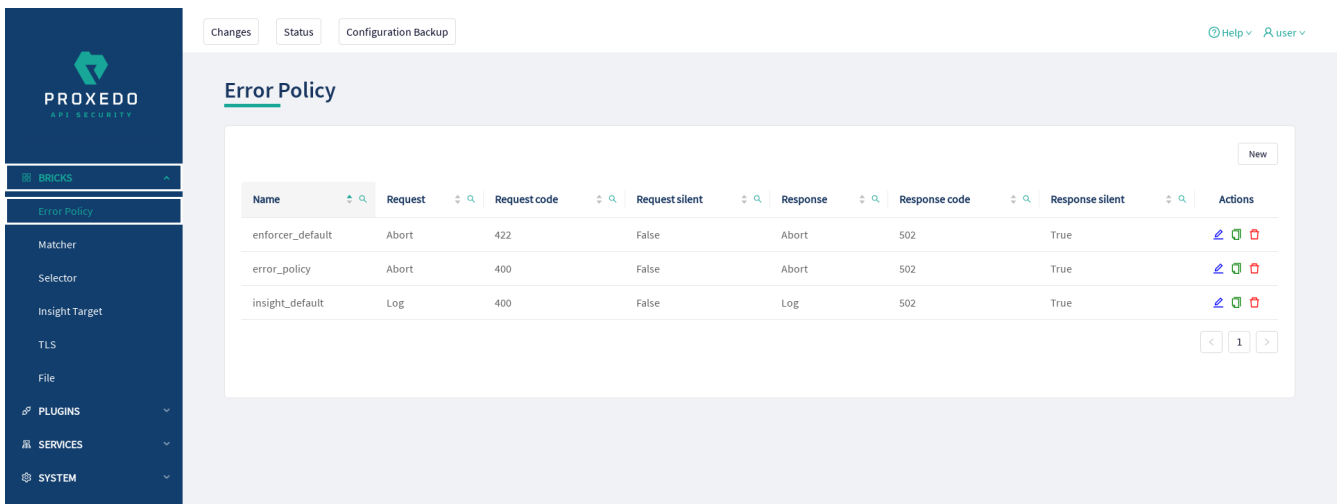 Changes Status Configuration Backup Help user
PROXEDO
API SECURITY
Error Policy
New
BRICKS
Error Policy
Matcher
Selector
Insight Target
TLS
File
PLUGINS
SERVICES
SYSTEM
Name Request Request code Request silent Response Response code Response silent Actions
enforcer_default Abort 422 False Abort 502 True
error_policy Abort 400 False Abort 502 True
insight_default Log 400 False Log 502 True
< 1 >